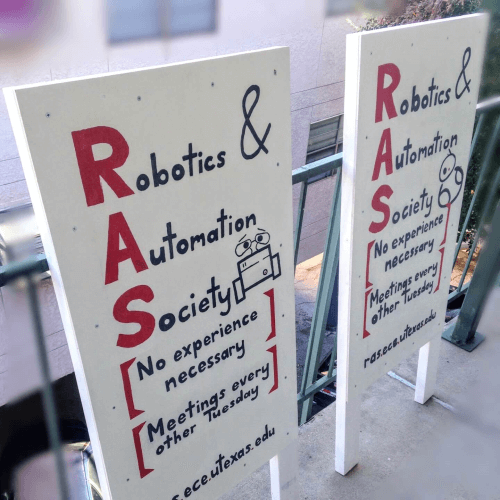 Robotics &
Automation
Society
[No experience
necessary]
[Meetings every
other Tuesday]
s.ece.utexas.edu
Robotics &
Automation
Society
[No experience
necessary]
[Meetings every
other Tuesday]
ras.ece.utexas.edu